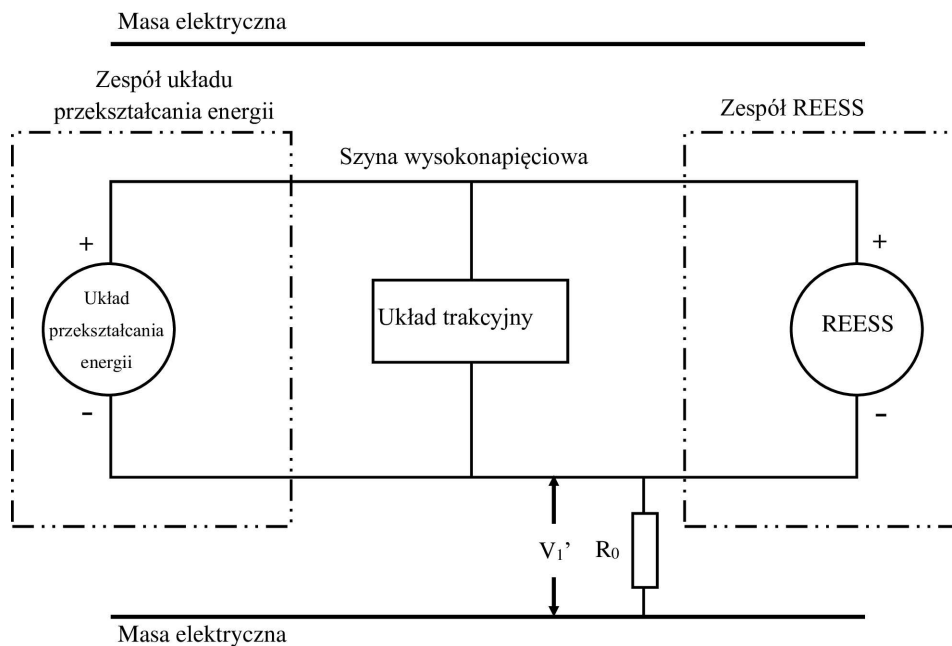 Masa elektryczna
Zespół układu
przekształcania energii
Zespół REESS
Szyna wysokonapięciowa
+
+
Układ
przekształcania
energii
Układ trakcyjny
REESS
-
-
V₁’
R₀
Masa elektryczna